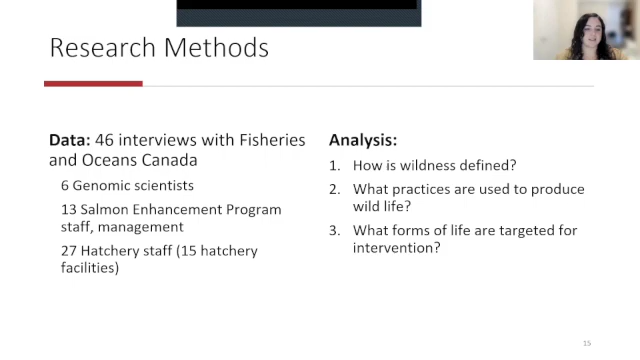 Research Methods
Data: 46 interviews with Fisheries
and Oceans Canada
6 Genomic scientists
13 Salmon Enhancement Program
staff, management
27 Hatchery staff (15 hatchery
facilities)
Analysis:
1. How is wildness defined?
2. What practices are used to produce
wild life?
3. What forms of life are targeted for
intervention?
15